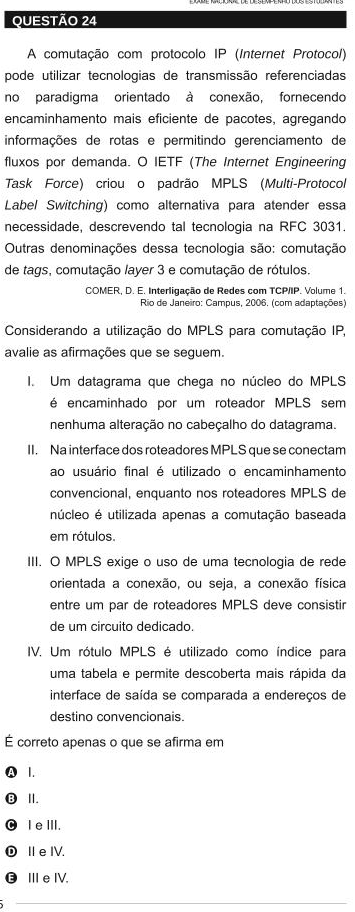 EXAME NACIONAL DE DESEMPENHO DOS ESTUDANTES
QUESTÃO 24
A comutação com protocolo IP (Internet Protocol)
pode utilizar tecnologias de transmissão referenciadas
no paradigma orientado à conexão, fornecendo
encaminhamento mais eficiente de pacotes, agregando
informações de rotas e permitindo gerenciamento de
fluxos por demanda. O IETF (The Internet Engineering
Task Force) criou o padrão MPLS (Multi-Protocol
Label Switching) como alternativa para atender essa
necessidade, descrevendo tal tecnologia na RFC 3031.
Outras denominações dessa tecnologia são: comutação
de tags, comutação layer 3 e comutação de rótulos.
COMER, D. E. Interligação de Redes com TCP/IP. Volume 1.
Rio de Janeiro: Campus, 2006. (com adaptações)
Considerando a utilização do MPLS para comutação IP,
avalie as afirmações que se seguem.
I. Um datagrama que chega no núcleo do MPLS
é encaminhado por um roteador MPLS sem
nenhuma alteração no cabeçalho do datagrama.
II. Na interface dos roteadores MPLS que se conectam
ao usuário final é utilizado o encaminhamento
convencional, enquanto nos roteadores MPLS de
núcleo é utilizada apenas a comutação baseada
em rótulos.
III. O MPLS exige o uso de uma tecnologia de rede
orientada a conexão, ou seja, a conexão física
entre um par de roteadores MPLS deve consistir
de um circuito dedicado.
IV. Um rótulo MPLS é utilizado como índice para
uma tabela e permite descoberta mais rápida da
interface de saída se comparada a endereços de
destino convencionais.
É correto apenas o que se afirma em
A I.
B II.
C I e III.
D II e IV.
E III e IV.